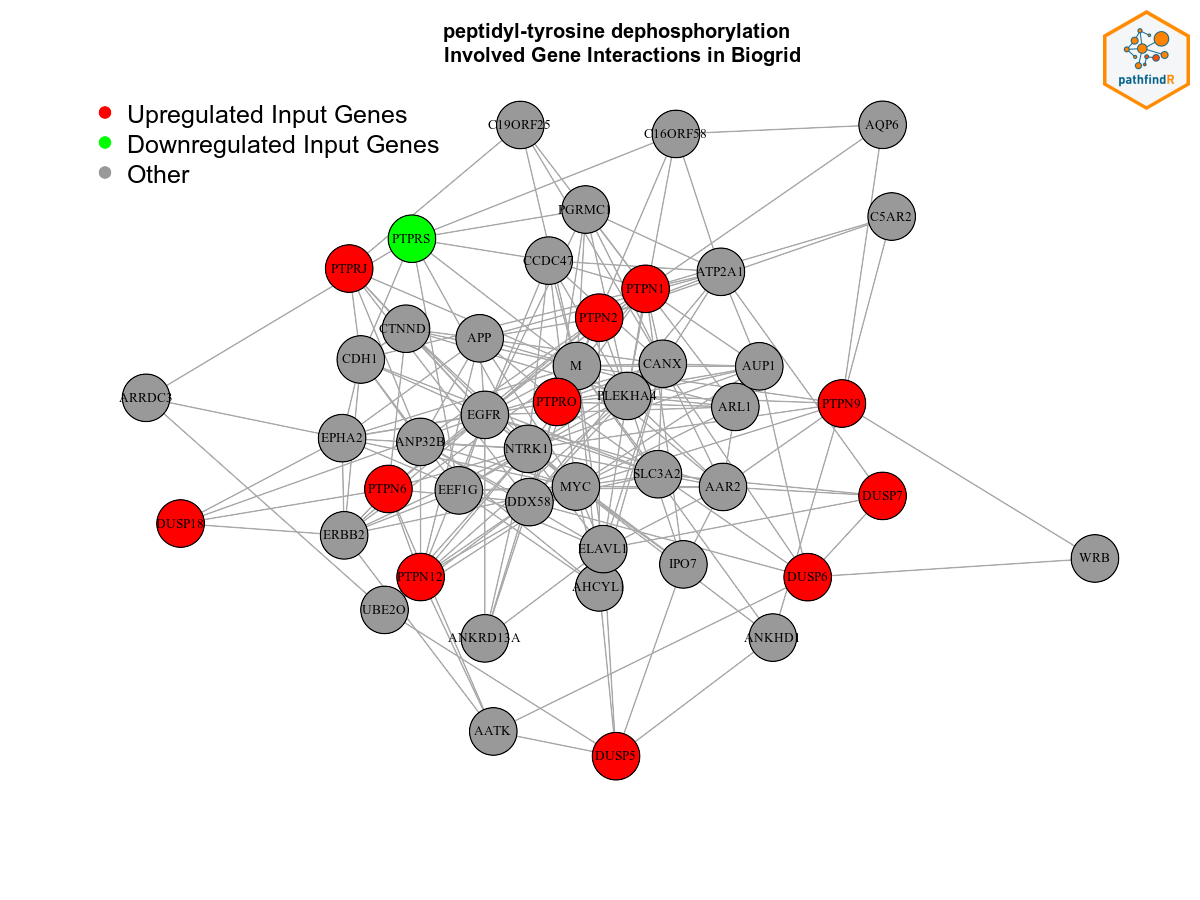 peptidyl-tyrosine dephosphorylation
Involved Gene Interactions in Biogrid
pathfindR
Upregulated Input Genes
Downregulated Input Genes
Other
C19ORF25
C16ORF58
AQP6
PGRMC1
C5AR2
PTPRS
CCDC47
PTPRJ
ATP2A1
PTPN1
PTPN2
CTNND
APP
CDH1
M
CANX
AUP1
ARRDC3
PLEKHA4
PTPRO
ARL1
PTPN9
EGFR
EPHA2
ANP32B
NTRK1
SLC3A2
PTPN6
EEF1G
MYC
AAR2
DDX58
DUSP7
DUSP18
ERBB2
ELAVL1
IPO7
WRB
PTPN12
DUSP6
AHCYL1
UBE2O
ANKRD13A
ANKHD1
AATK
DUSP5